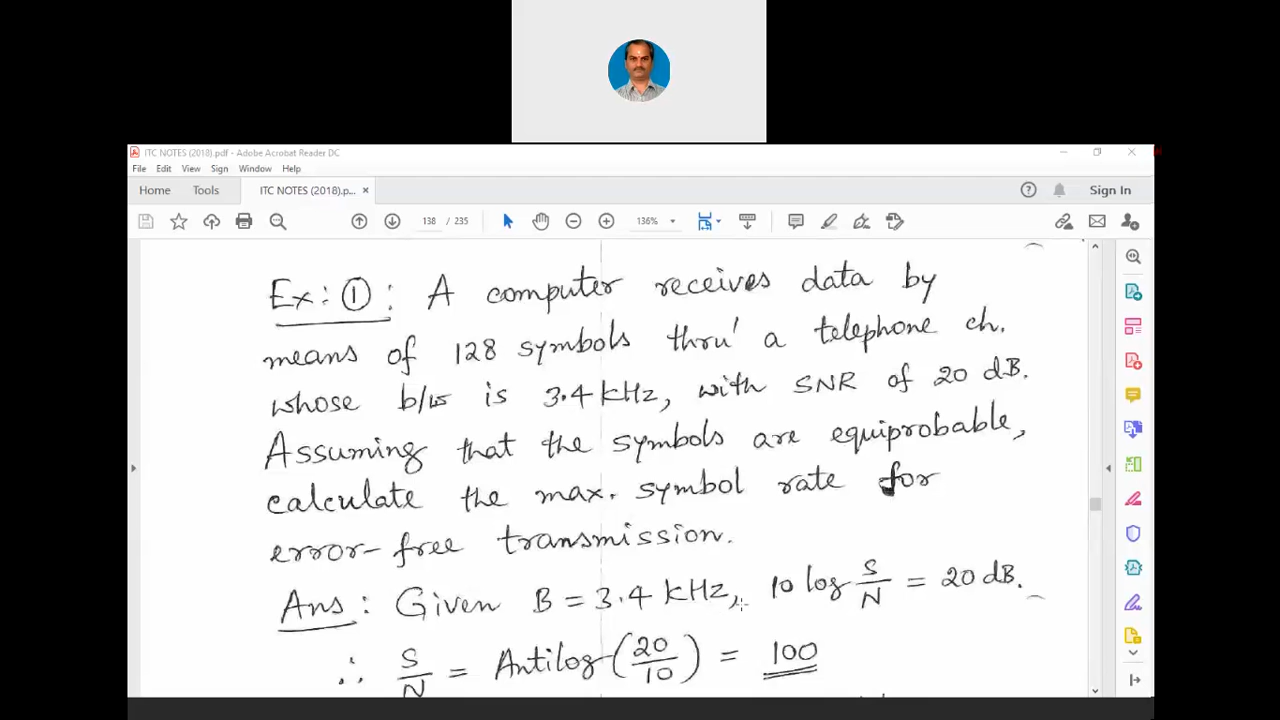 ITC NOTES (2018).pdf - Adobe Acrobat Reader DC
File Edit View Sign Window Help
Home Tools ITC NOTES (2018).p... × Sign In
138 / 235 136%
Ex: ① : A computer receives data by
means of 128 symbols thru' a telephone ch.
whose b/w is 3.4 kHz, with SNR of 20 dB.
Assuming that the symbols are equiprobable,
calculate the max. symbol rate for
error-free transmission.
Ans : Given B = 3.4 kHz, 10 log S/N = 20 dB.
∴ S/N = Antilog (20/10) = 100